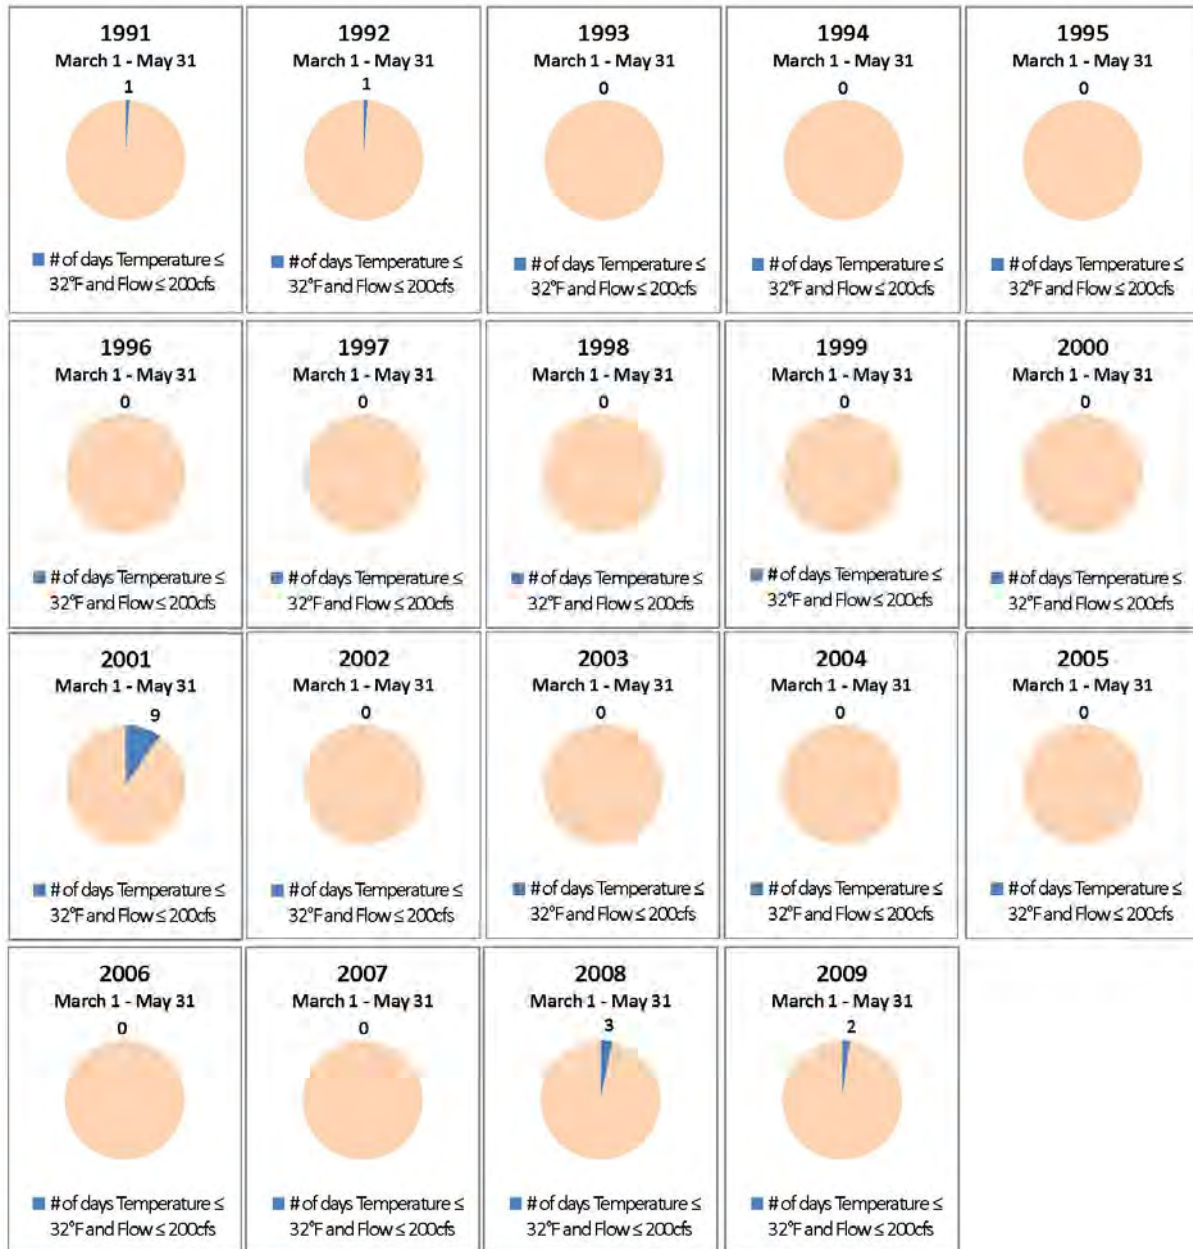 1991
March 1 - May 31
1
# of days Temperature ≤
32°F and Flow ≤ 200cfs
1992
March 1 - May 31
1
# of days Temperature ≤
32°F and Flow ≤ 200cfs
1993
March 1 - May 31
0
# of days Temperature ≤
32°F and Flow ≤ 200cfs
1994
March 1 - May 31
0
# of days Temperature ≤
32°F and Flow ≤ 200cfs
1995
March 1 - May 31
0
# of days Temperature ≤
32°F and Flow ≤ 200cfs
1996
March 1 - May 31
0
# of days Temperature ≤
32°F and Flow ≤ 200cfs
1997
March 1 - May 31
0
# of days Temperature ≤
32°F and Flow ≤ 200cfs
1998
March 1 - May 31
0
# of days Temperature ≤
32°F and Flow ≤ 200cfs
1999
March 1 - May 31
0
# of days Temperature ≤
32°F and Flow ≤ 200cfs
2000
March 1 - May 31
0
# of days Temperature ≤
32°F and Flow ≤ 200cfs
2001
March 1 - May 31
9
# of days Temperature ≤
32°F and Flow ≤ 200cfs
2002
March 1 - May 31
0
# of days Temperature ≤
32°F and Flow ≤ 200cfs
2003
March 1 - May 31
0
# of days Temperature ≤
32°F and Flow ≤ 200cfs
2004
March 1 - May 31
0
# of days Temperature ≤
32°F and Flow ≤ 200cfs
2005
March 1 - May 31
0
# of days Temperature ≤
32°F and Flow ≤ 200cfs
2006
March 1 - May 31
0
# of days Temperature ≤
32°F and Flow ≤ 200cfs
2007
March 1 - May 31
0
# of days Temperature ≤
32°F and Flow ≤ 200cfs
2008
March 1 - May 31
3
# of days Temperature ≤
32°F and Flow ≤ 200cfs
2009
March 1 - May 31
2
# of days Temperature ≤
32°F and Flow ≤ 200cfs